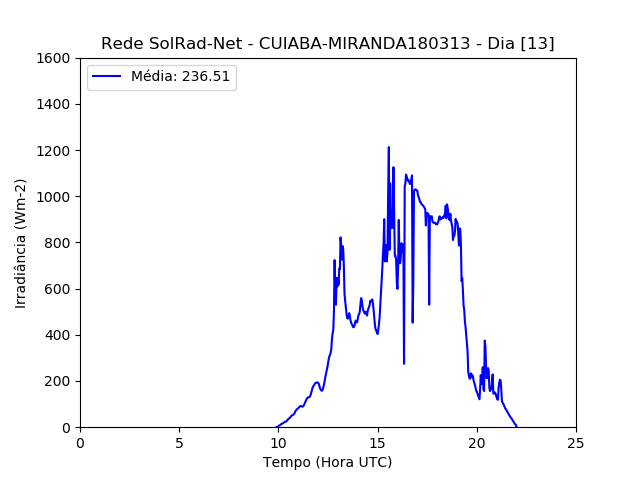 Rede SolRad-Net - CUIABA-MIRANDA180313 - Dia [13]
Média: 236.51
Irradiância (Wm-2)
1600
1400
1200
1000
800
600
400
200
0
0 5 10 15 20 25
Tempo (Hora UTC)